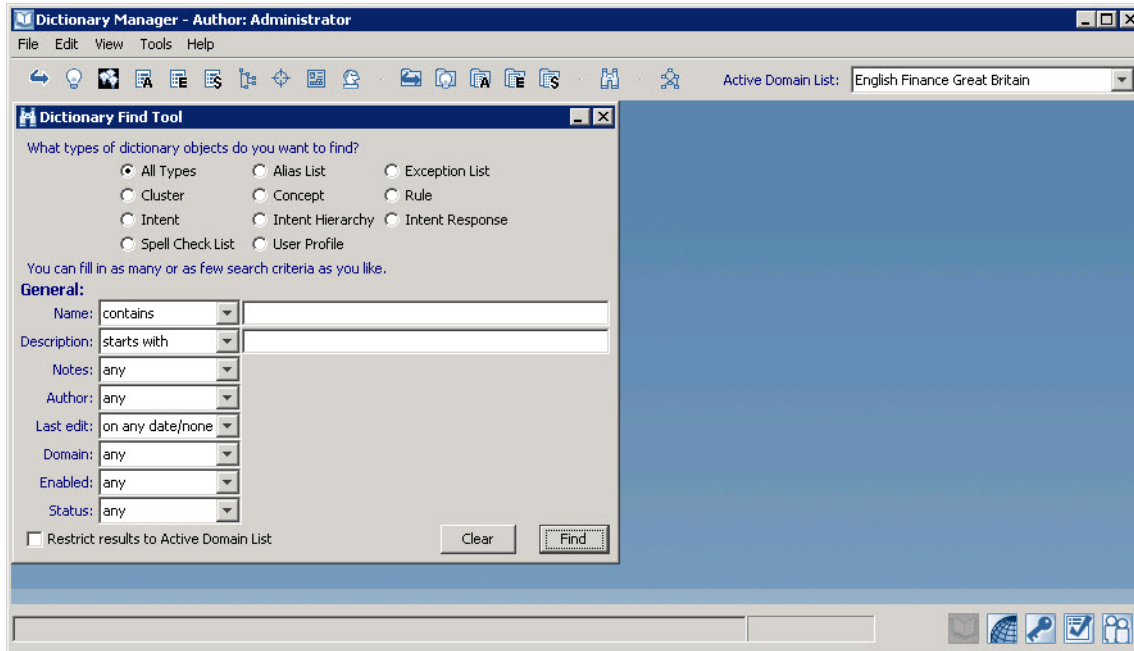 Dictionary Manager - Author: Administrator
File Edit View Tools Help
A E S A E S Active Domain List: English Finance Great Britain
Dictionary Find Tool
What types of dictionary objects do you want to find?
All Types Alias List Exception List
Cluster Concept Rule
Intent Intent Hierarchy Intent Response
Spell Check List User Profile
You can fill in as many or as few search criteria as you like.
General:
Name: contains
Description: starts with
Notes: any
Author: any
Last edit: on any date/none
Domain: any
Enabled: any
Status: any
Restrict results to Active Domain List Clear Find